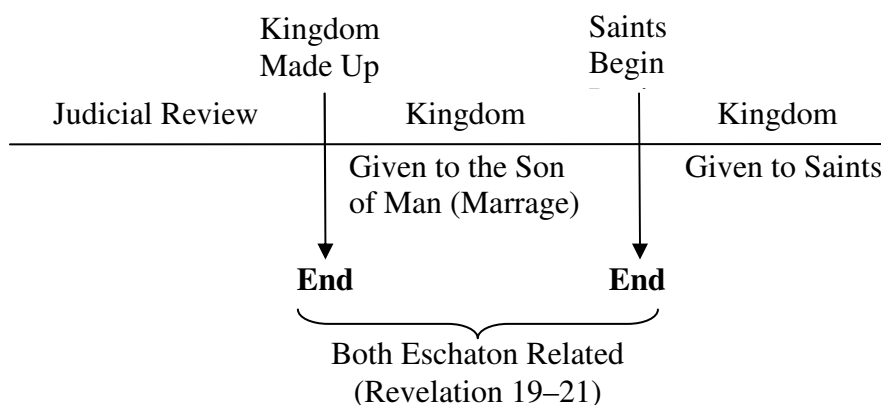 Kingdom
Made Up
Saints
Begin
Judicial Review
Kingdom
Kingdom
Given to the Son
of Man (Marrage)
Given to Saints
End
End
Both Eschaton Related
(Revelation 19–21)